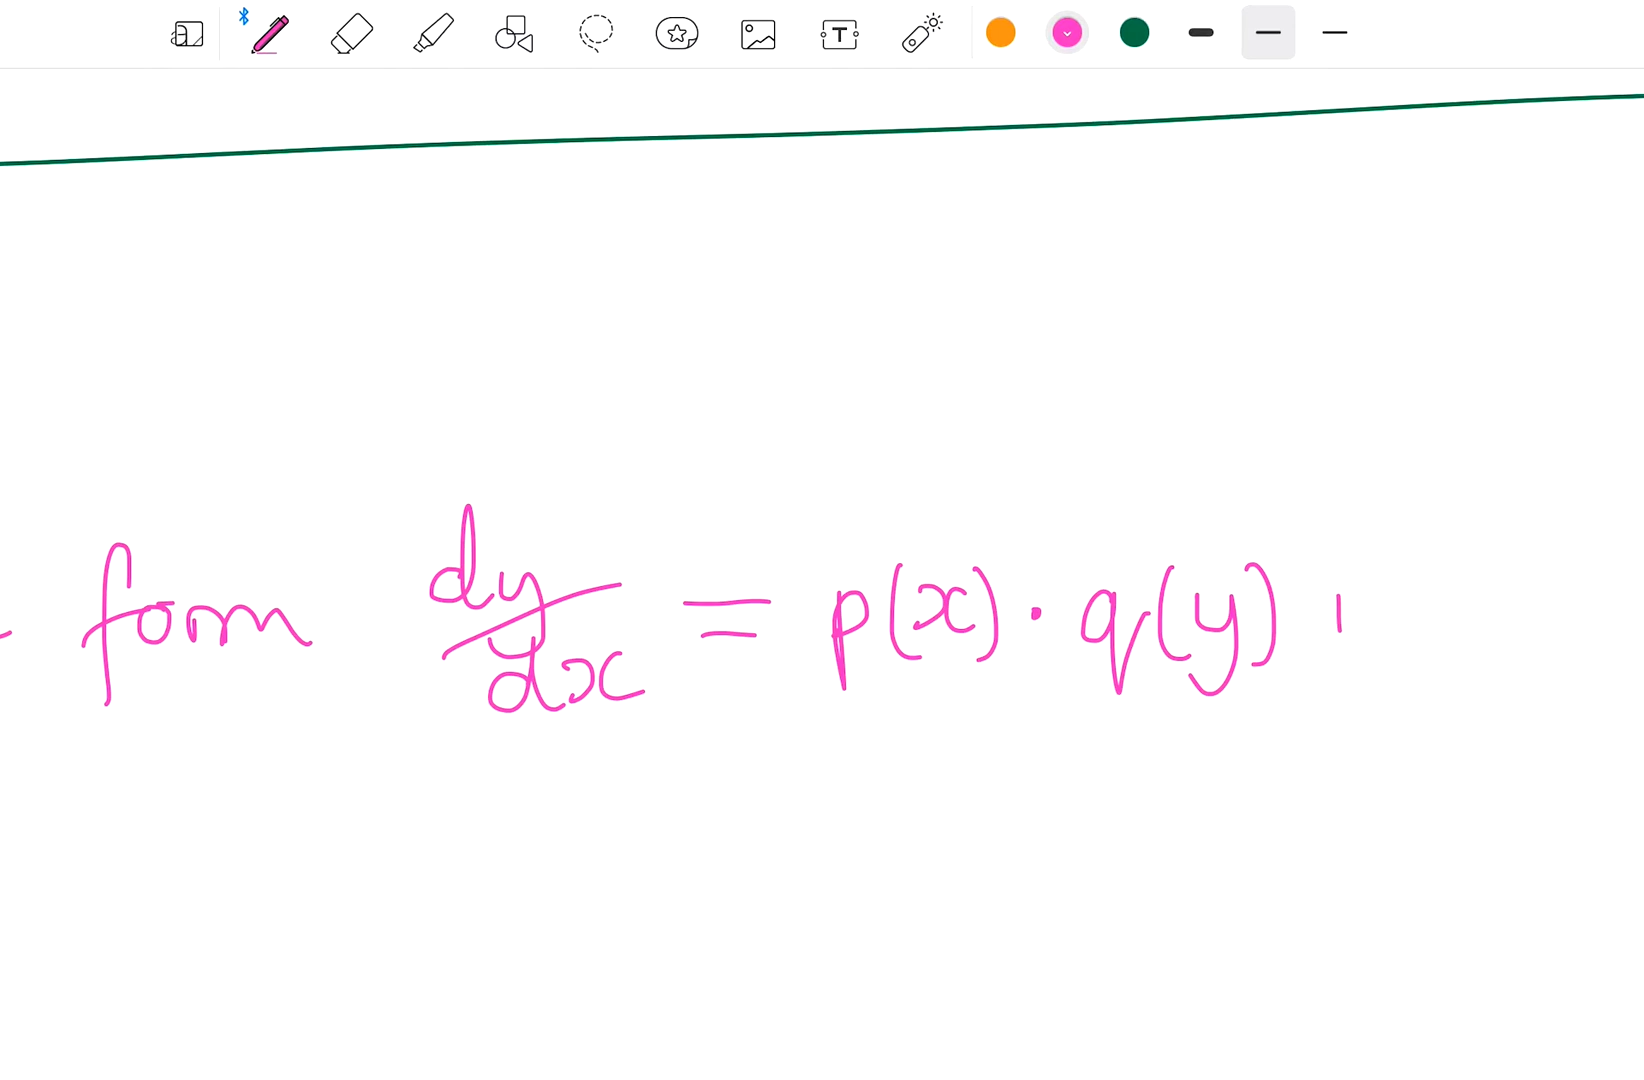 form dy/dx = p(x) · q(y)